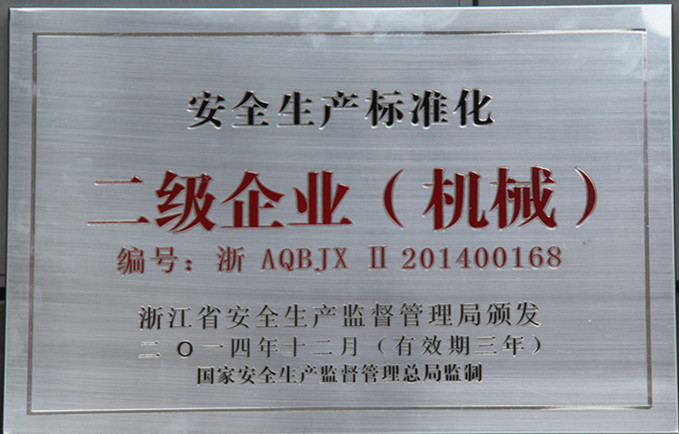 安全生产标准化
二级企业（机械）
编号：浙 AQBJX Ⅱ 201400168
浙江省安全生产监督管理局颁发
二〇一四年十二月（有效期三年）
国家安全生产监督管理总局监制